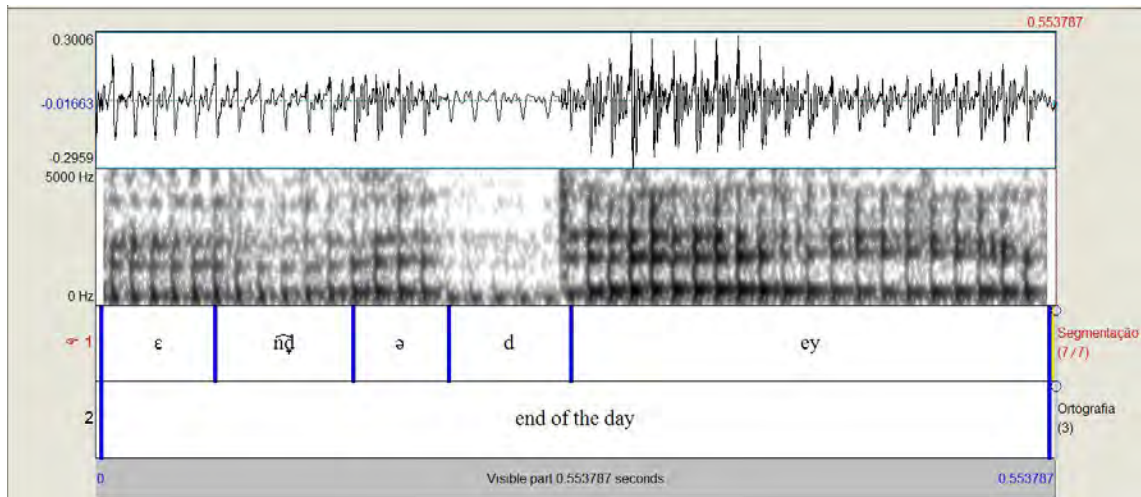 0.553787
0.3006
-0.01663
-0.2959
5000 Hz
0 Hz
☞ 1
ɛ n͡d̪ ə d ey
Segmentação
(7 / 7)
2
end of the day
Ortografia
(3)
0 Visible part 0.553787 seconds 0.553787